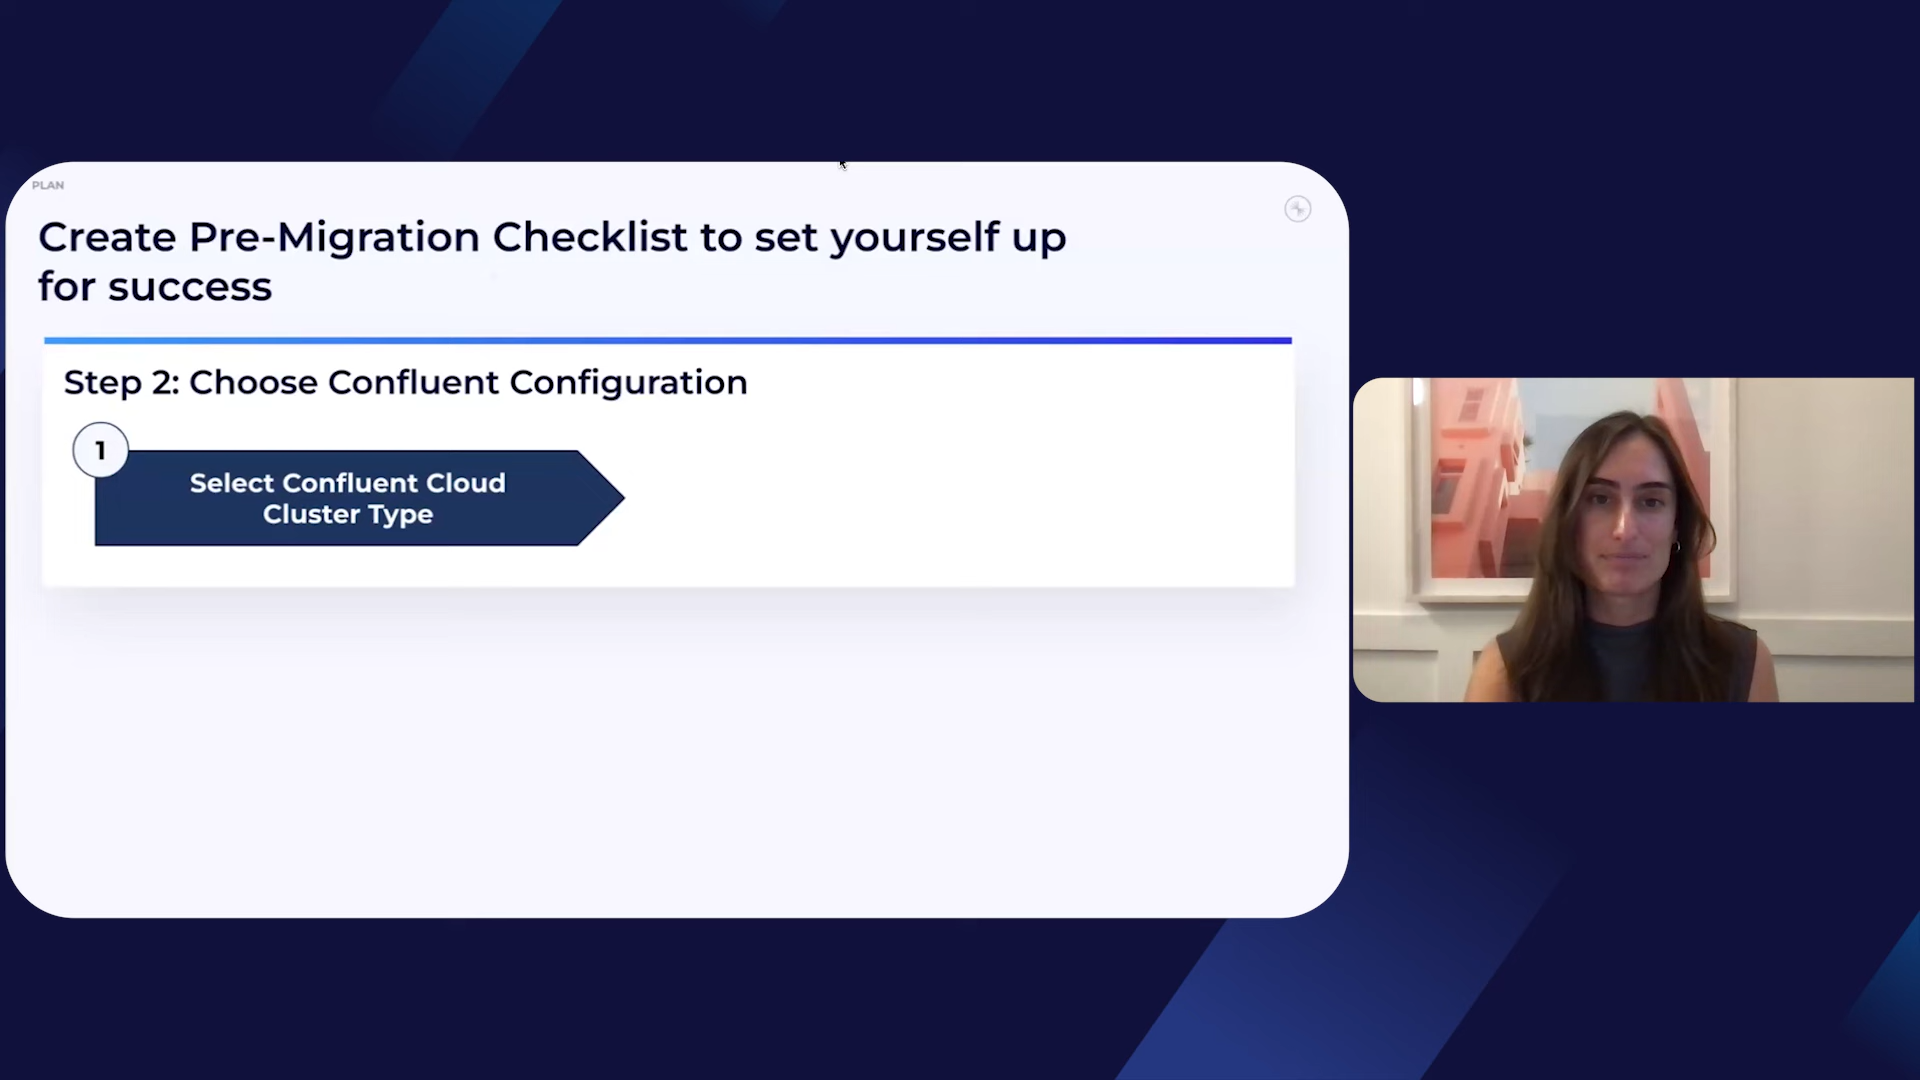 PLAN
Create Pre-Migration Checklist to set yourself up
for success
Step 2: Choose Confluent Configuration
1
Select Confluent Cloud
Cluster Type